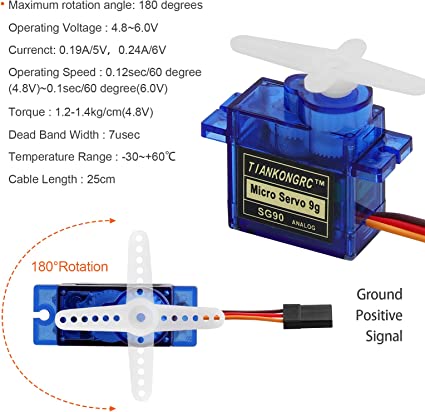 Maximum rotation angle: 180 degrees
Operating Voltage : 4.8~6.0V
Currenct: 0.19A/5V, 0.24A/6V
Operating Speed : 0.12sec/60 degree
(4.8V)~0.1sec/60 degree(6.0V)
Torque : 1.2-1.4kg/cm(4.8V)
Dead Band Width : 7usec
Temperature Range : -30~+60℃
Cable Length : 25cm
TIANKONGRC™
Micro Servo 9g
SG90 ANALOG
180°Rotation
Ground
Positive
Signal